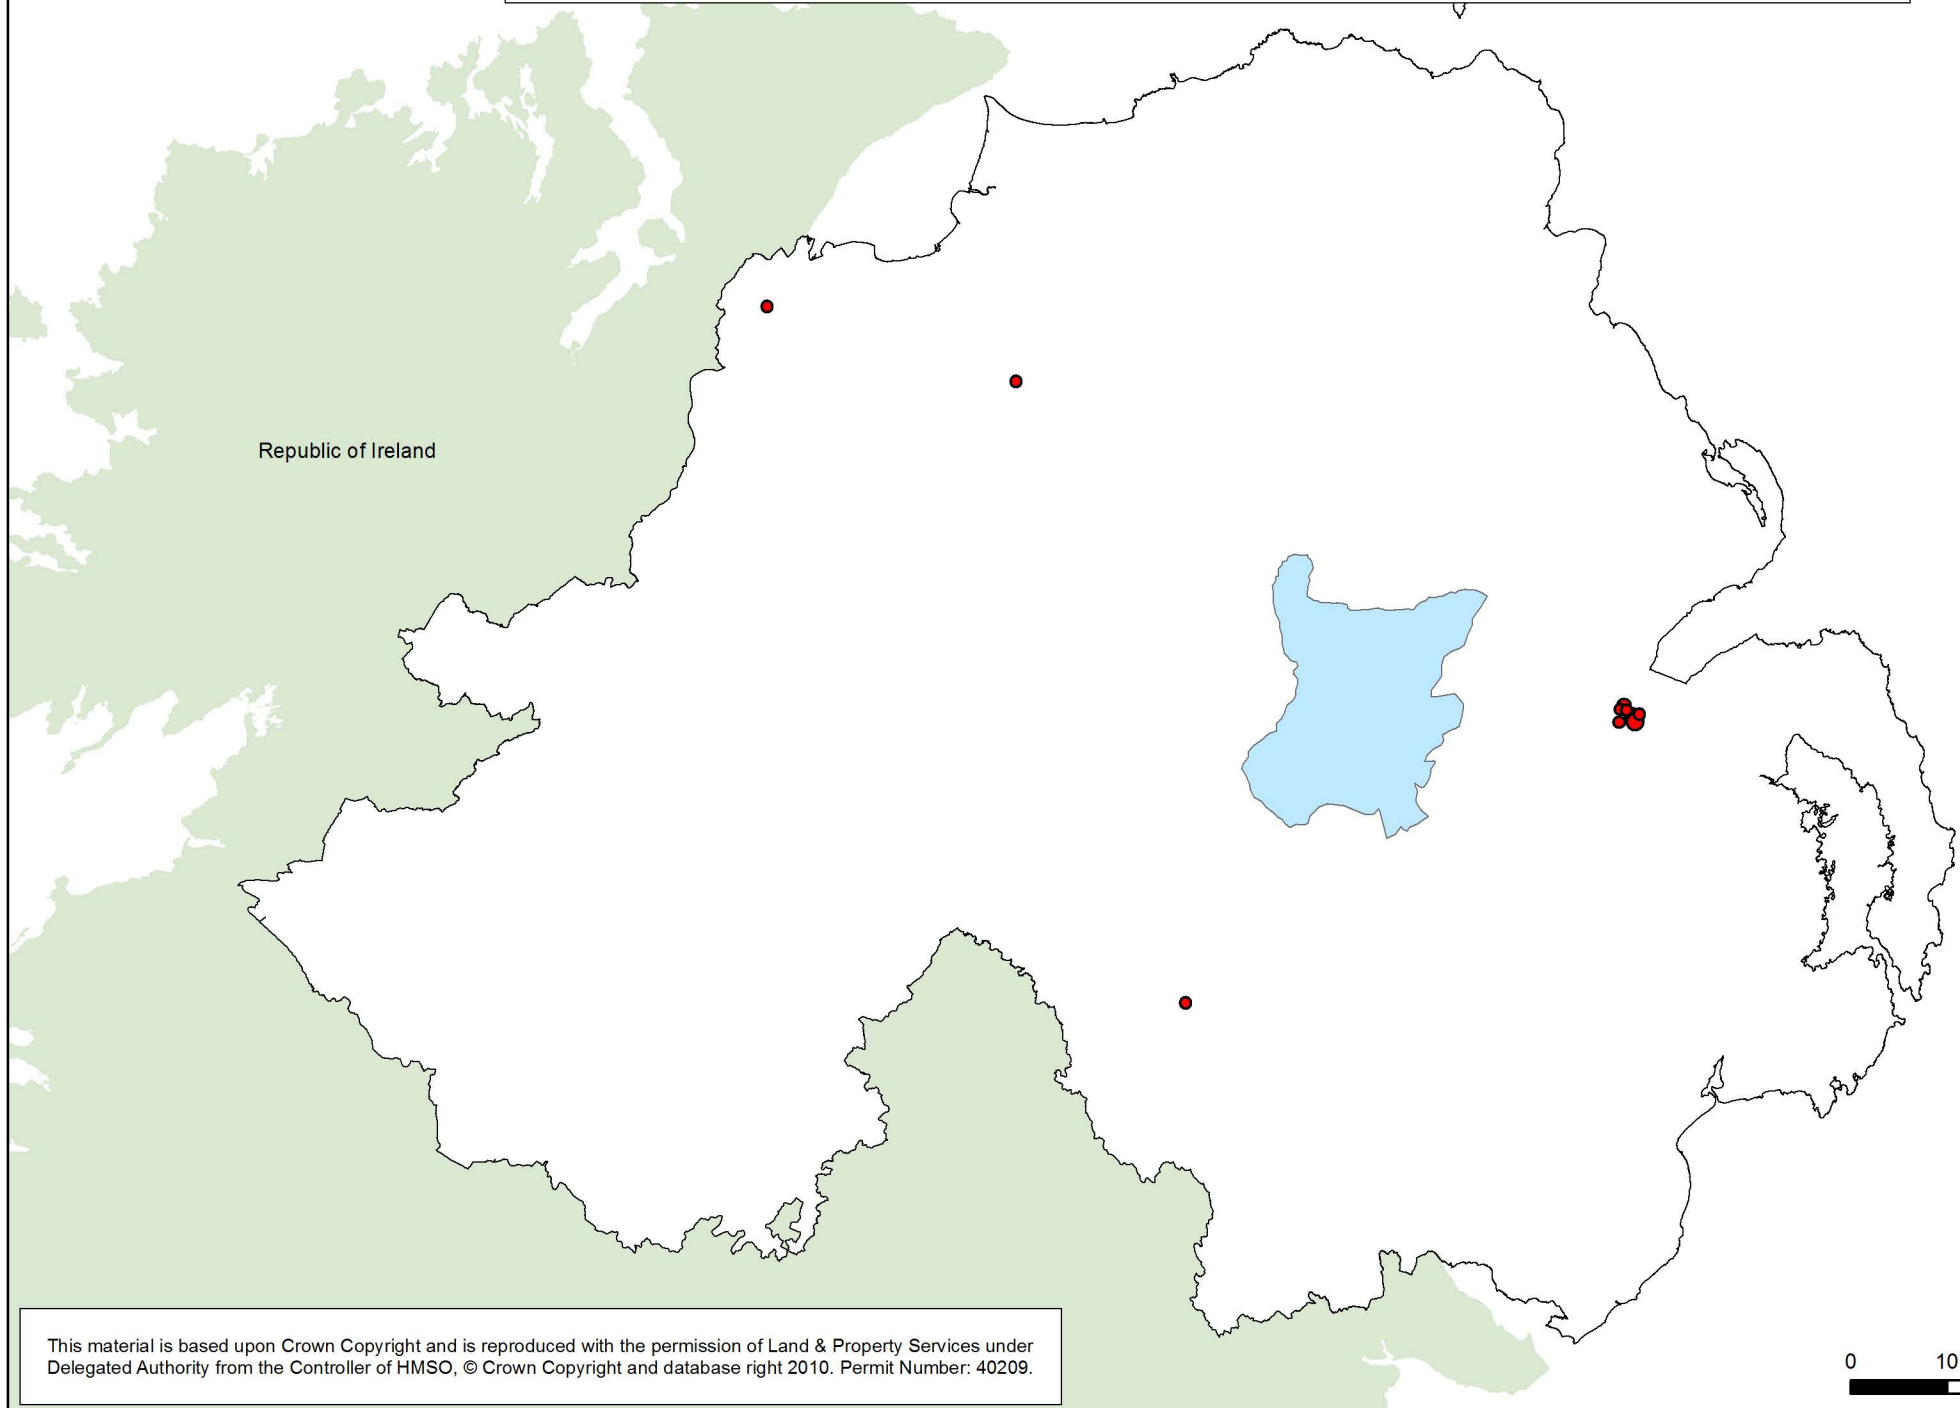 Republic of Ireland
This material is based upon Crown Copyright and is reproduced with the permission of Land & Property Services under
Delegated Authority from the Controller of HMSO, © Crown Copyright and database right 2010. Permit Number: 40209.
0 10